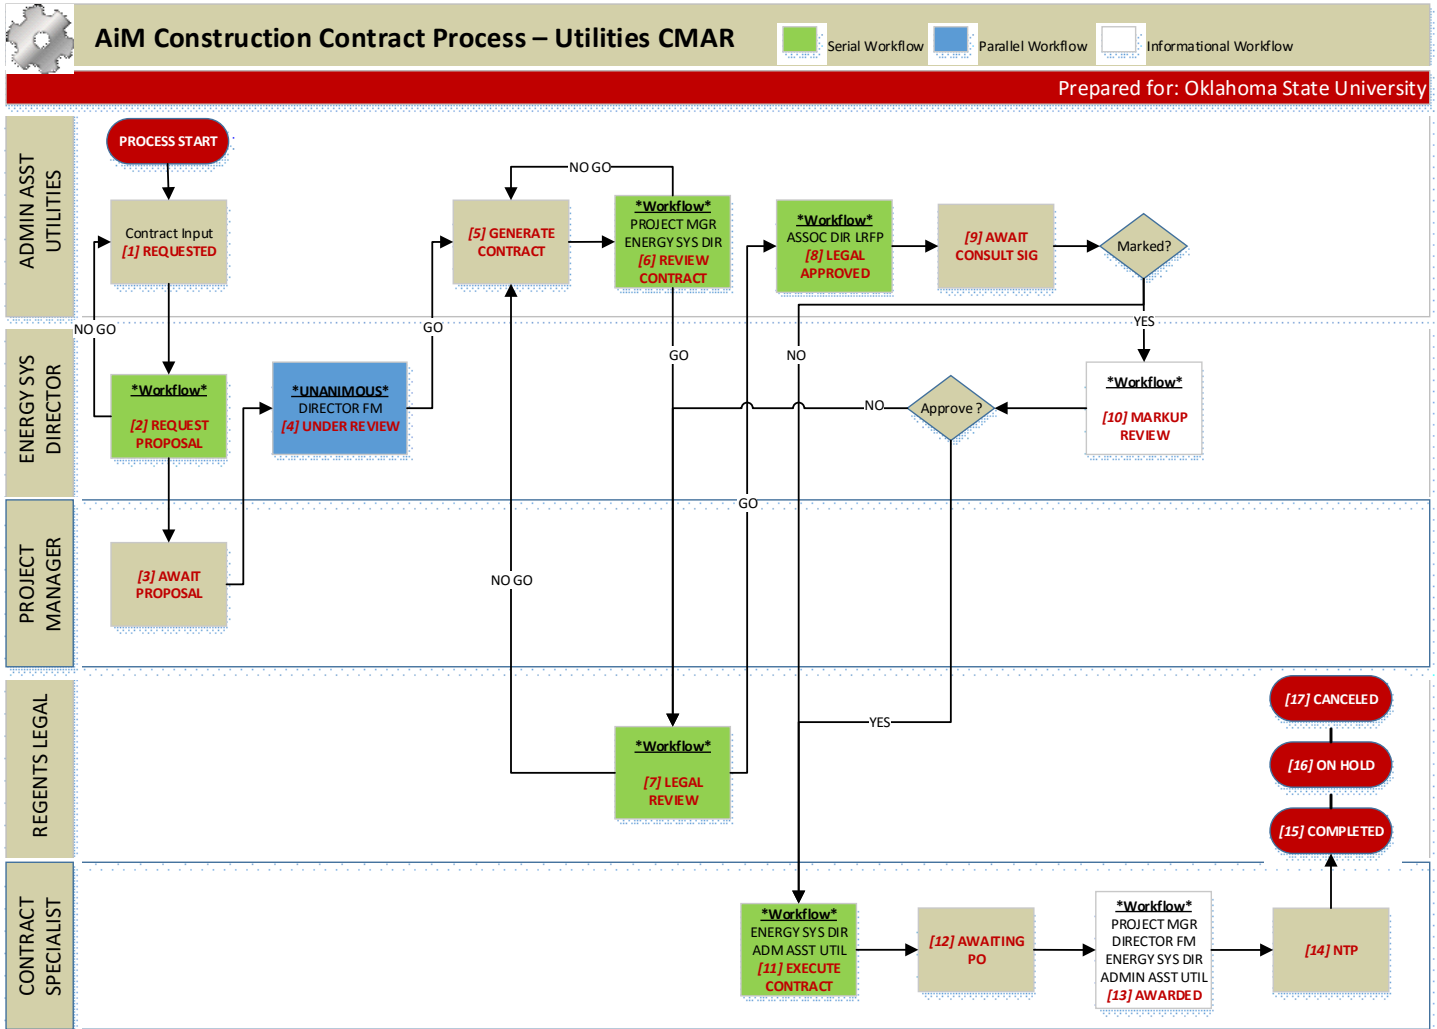 AiM Construction Contract Process – Utilities CMAR
Serial Workflow
Parallel Workflow
Informational Workflow
Prepared for: Oklahoma State University
ADMIN ASST
UTILITIES
PROCESS START
Contract Input
[1] REQUESTED
NO GO
[5] GENERATE
CONTRACT
NO GO
*Workflow*
PROJECT MGR
ENERGY SYS DIR
[6] REVIEW
CONTRACT
*Workflow*
ASSOC DIR LRFP
[8] LEGAL
APPROVED
[9] AWAIT
CONSULT SIG
Marked?
GO
GO
NO
YES
ENERGY SYS
DIRECTOR
*Workflow*
[2] REQUEST
PROPOSAL
*UNANIMOUS*
DIRECTOR FM
[4] UNDER REVIEW
NO
Approve ?
*Workflow*
[10] MARKUP
REVIEW
GO
PROJECT
MANAGER
[3] AWAIT
PROPOSAL
NO GO
REGENTS LEGAL
*Workflow*
[7] LEGAL
REVIEW
YES
[17] CANCELED
[16] ON HOLD
[15] COMPLETED
CONTRACT
SPECIALIST
*Workflow*
ENERGY SYS DIR
ADM ASST UTIL
[11] EXECUTE
CONTRACT
[12] AWAITING
PO
*Workflow*
PROJECT MGR
DIRECTOR FM
ENERGY SYS DIR
ADMIN ASST UTIL
[13] AWARDED
[14] NTP